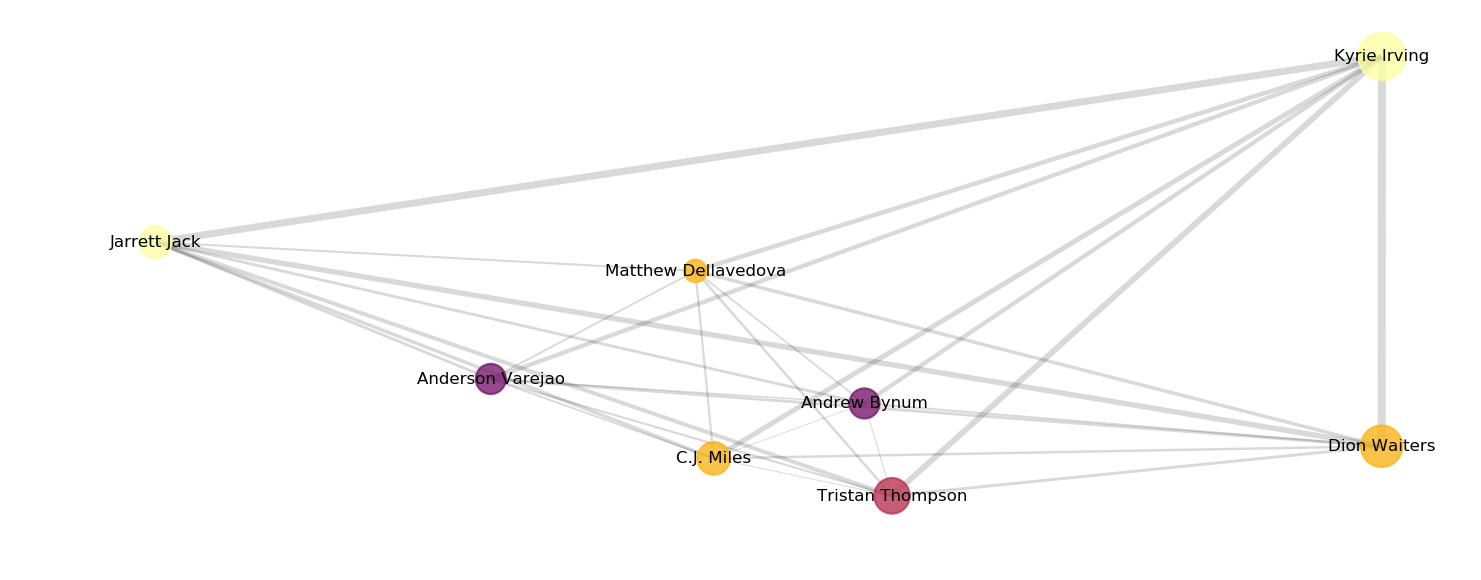 Kyrie Irving
Jarrett Jack
Matthew Dellavedova
Anderson Varejao
Andrew Bynum
Dion Waiters
C.J. Miles
Tristan Thompson